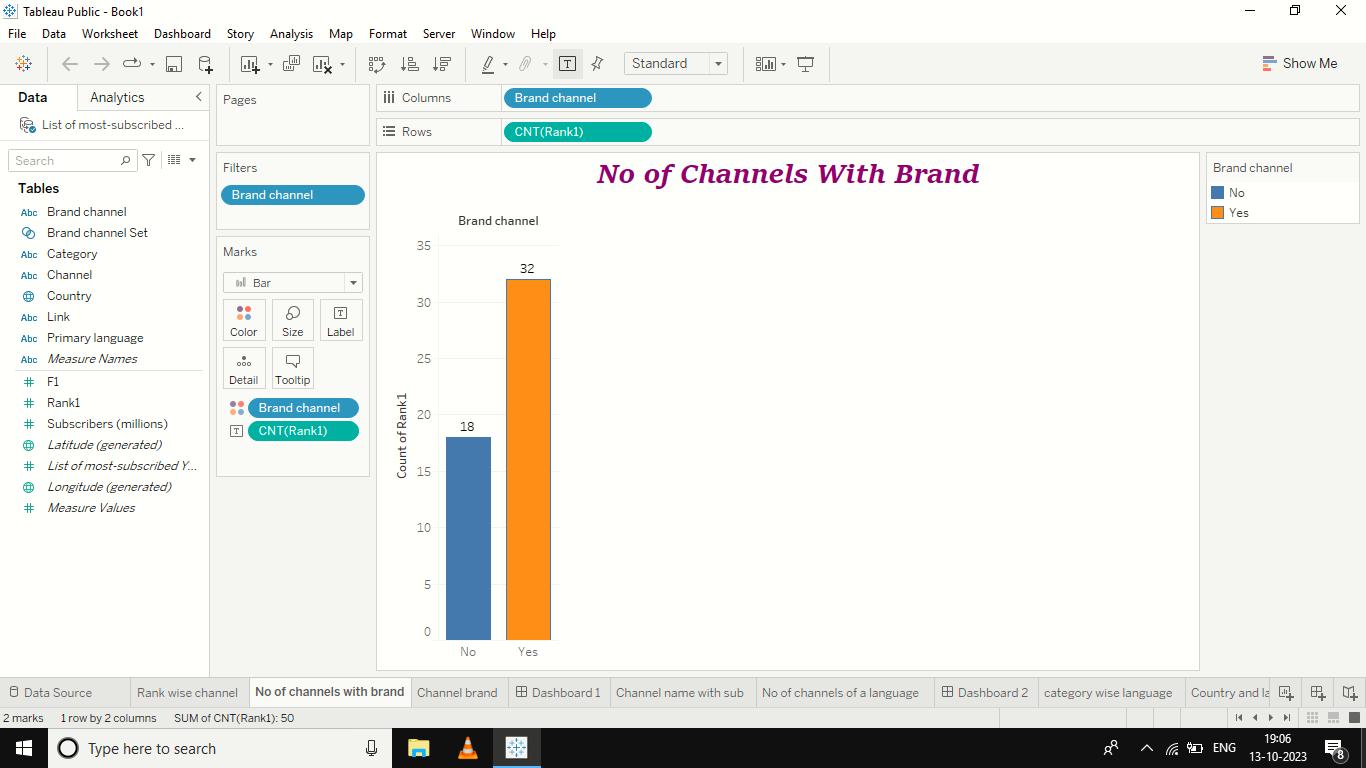 Tableau Public - Book1
File Data Worksheet Dashboard Story Analysis Map Format Server Window Help
Standard
Show Me
Data Analytics
List of most-subscribed ...
Search
Tables
Abc Brand channel
Brand channel Set
Abc Category
Abc Channel
Country
Abc Link
Abc Primary language
Abc Measure Names
F1
Rank1
Subscribers (millions)
Latitude (generated)
List of most-subscribed Y...
Longitude (generated)
Measure Values
Pages
Filters
Brand channel
Marks
Bar
Color Size Label
Detail Tooltip
Brand channel
CNT(Rank1)
Columns Brand channel
Rows CNT(Rank1)
No of Channels With Brand
Brand channel
Count of Rank1
35
30
25
20
15
10
5
0
18
32
No Yes
Brand channel
No
Yes
Data Source Rank wise channel No of channels with brand Channel brand Dashboard 1 Channel name with sub No of channels of a language Dashboard 2 category wise language Country and la
2 marks 1 row by 2 columns SUM of CNT(Rank1): 50
Type here to search
ENG
19:06
13-10-2023
8